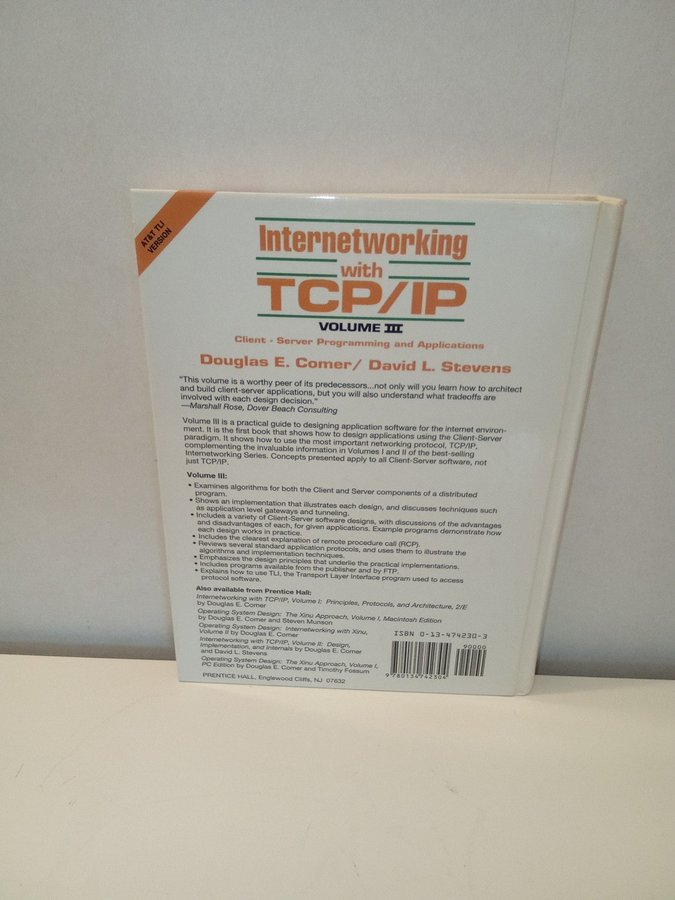 AT&T TLI
VERSION
Internetworking
with
TCP/IP
VOLUME III
Client - Server Programming and Applications
Douglas E. Comer/ David L. Stevens
"This volume is a worthy peer of its predecessors...not only will you learn how to architect
and build client-server applications, but you will also understand what tradeoffs are
involved with each design decision."
—Marshall Rose, Dover Beach Consulting
Volume III is a practical guide to designing application software for the internet environ-
ment. It is the first book that shows how to design applications using the Client-Server
paradigm. It shows how to use the most important networking protocol, TCP/IP,
complementing the invaluable information in Volumes I and II of the best-selling
Internetworking Series. Concepts presented apply to all Client-Server software, not
just TCP/IP.
Volume III:
• Examines algorithms for both the Client and Server components of a distributed
program.
• Shows an implementation that illustrates each design, and discusses techniques such
as application level gateways and tunneling.
• Includes a variety of Client-Server software designs, with discussions of the advantages
and disadvantages of each, for given applications. Example programs demonstrate how
each design works in practice.
• Includes the clearest explanation of remote procedure call (RCP).
• Reviews several standard application protocols, and uses them to illustrate the
algorithms and implementation techniques.
• Emphasizes the design principles that underlie the practical implementations.
• Includes programs available from the publisher and by FTP.
• Explains how to use TLI, the Transport Layer Interface program used to access
protocol software.
Also available from Prentice Hall:
Internetworking with TCP/IP, Volume I: Principles, Protocols, and Architecture, 2/E
by Douglas E. Comer
Operating System Design: The Xinu Approach, Volume I, Macintosh Edition
by Douglas E. Comer and Steven Munson
Operating System Design: Internetworking with Xinu,
Volume II by Douglas E. Comer
Internetworking with TCP/IP, Volume II: Design,
Implementation, and Internals by Douglas E. Comer
and David L. Stevens
Operating System Design: The Xinu Approach, Volume I,
PC Edition by Douglas E. Comer and Timothy Fossum
PRENTICE HALL, Englewood Cliffs, NJ 07632
ISBN 0-13-474230-3
90000
9 780134 742304